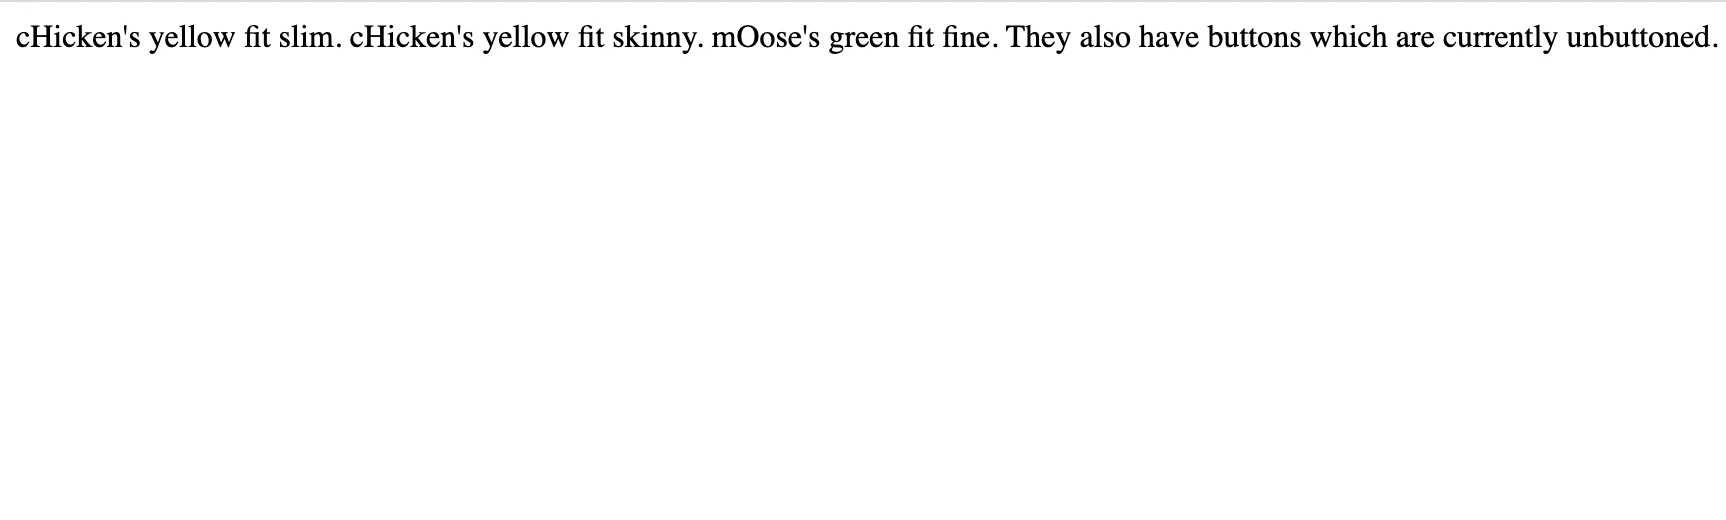 cHicken's yellow fit slim. cHicken's yellow fit skinny. mOose's green fit fine. They also have buttons which are currently unbuttoned.